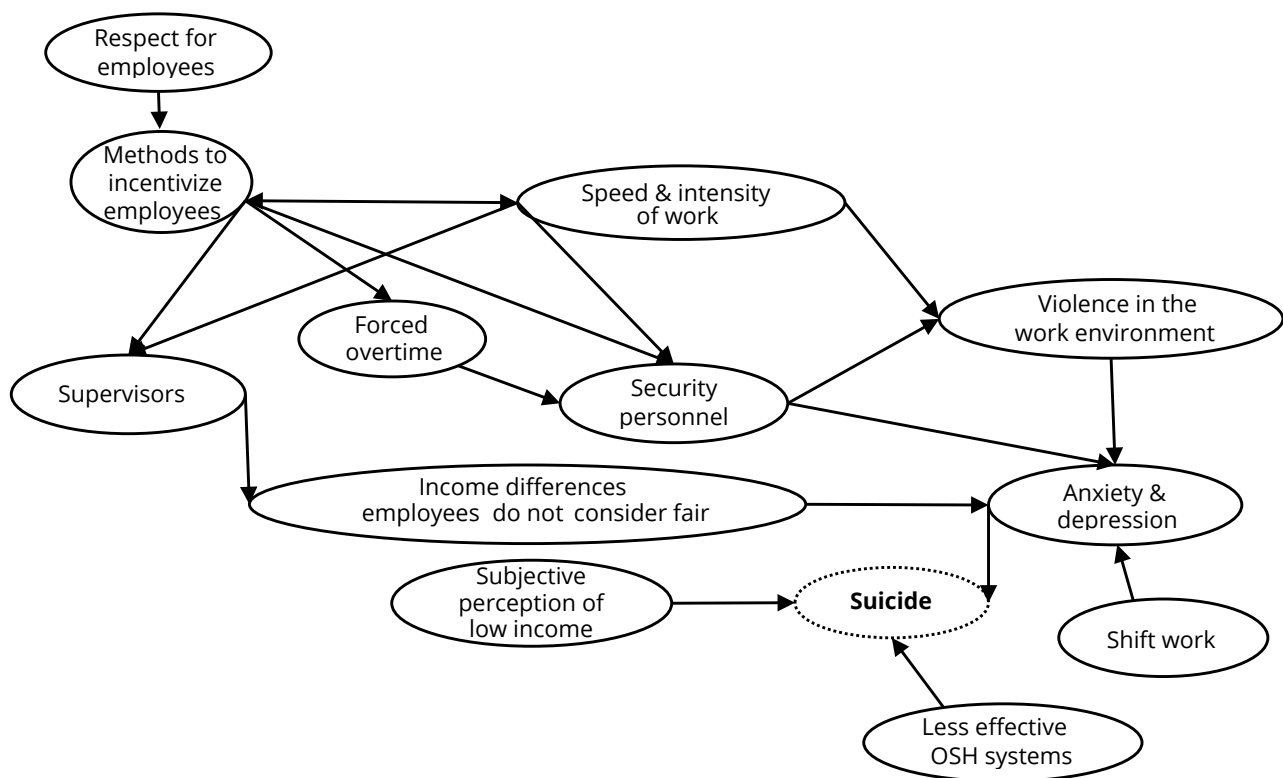 Respect for
employees
Methods to
incentivize
employees
Speed & intensity
of work
Violence in the
work environment
Forced
overtime
Supervisors
Security
personnel
Income differences
employees do not consider fair
Anxiety &
depression
Subjective
perception of
low income
Suicide
Shift work
Less effective
OSH systems